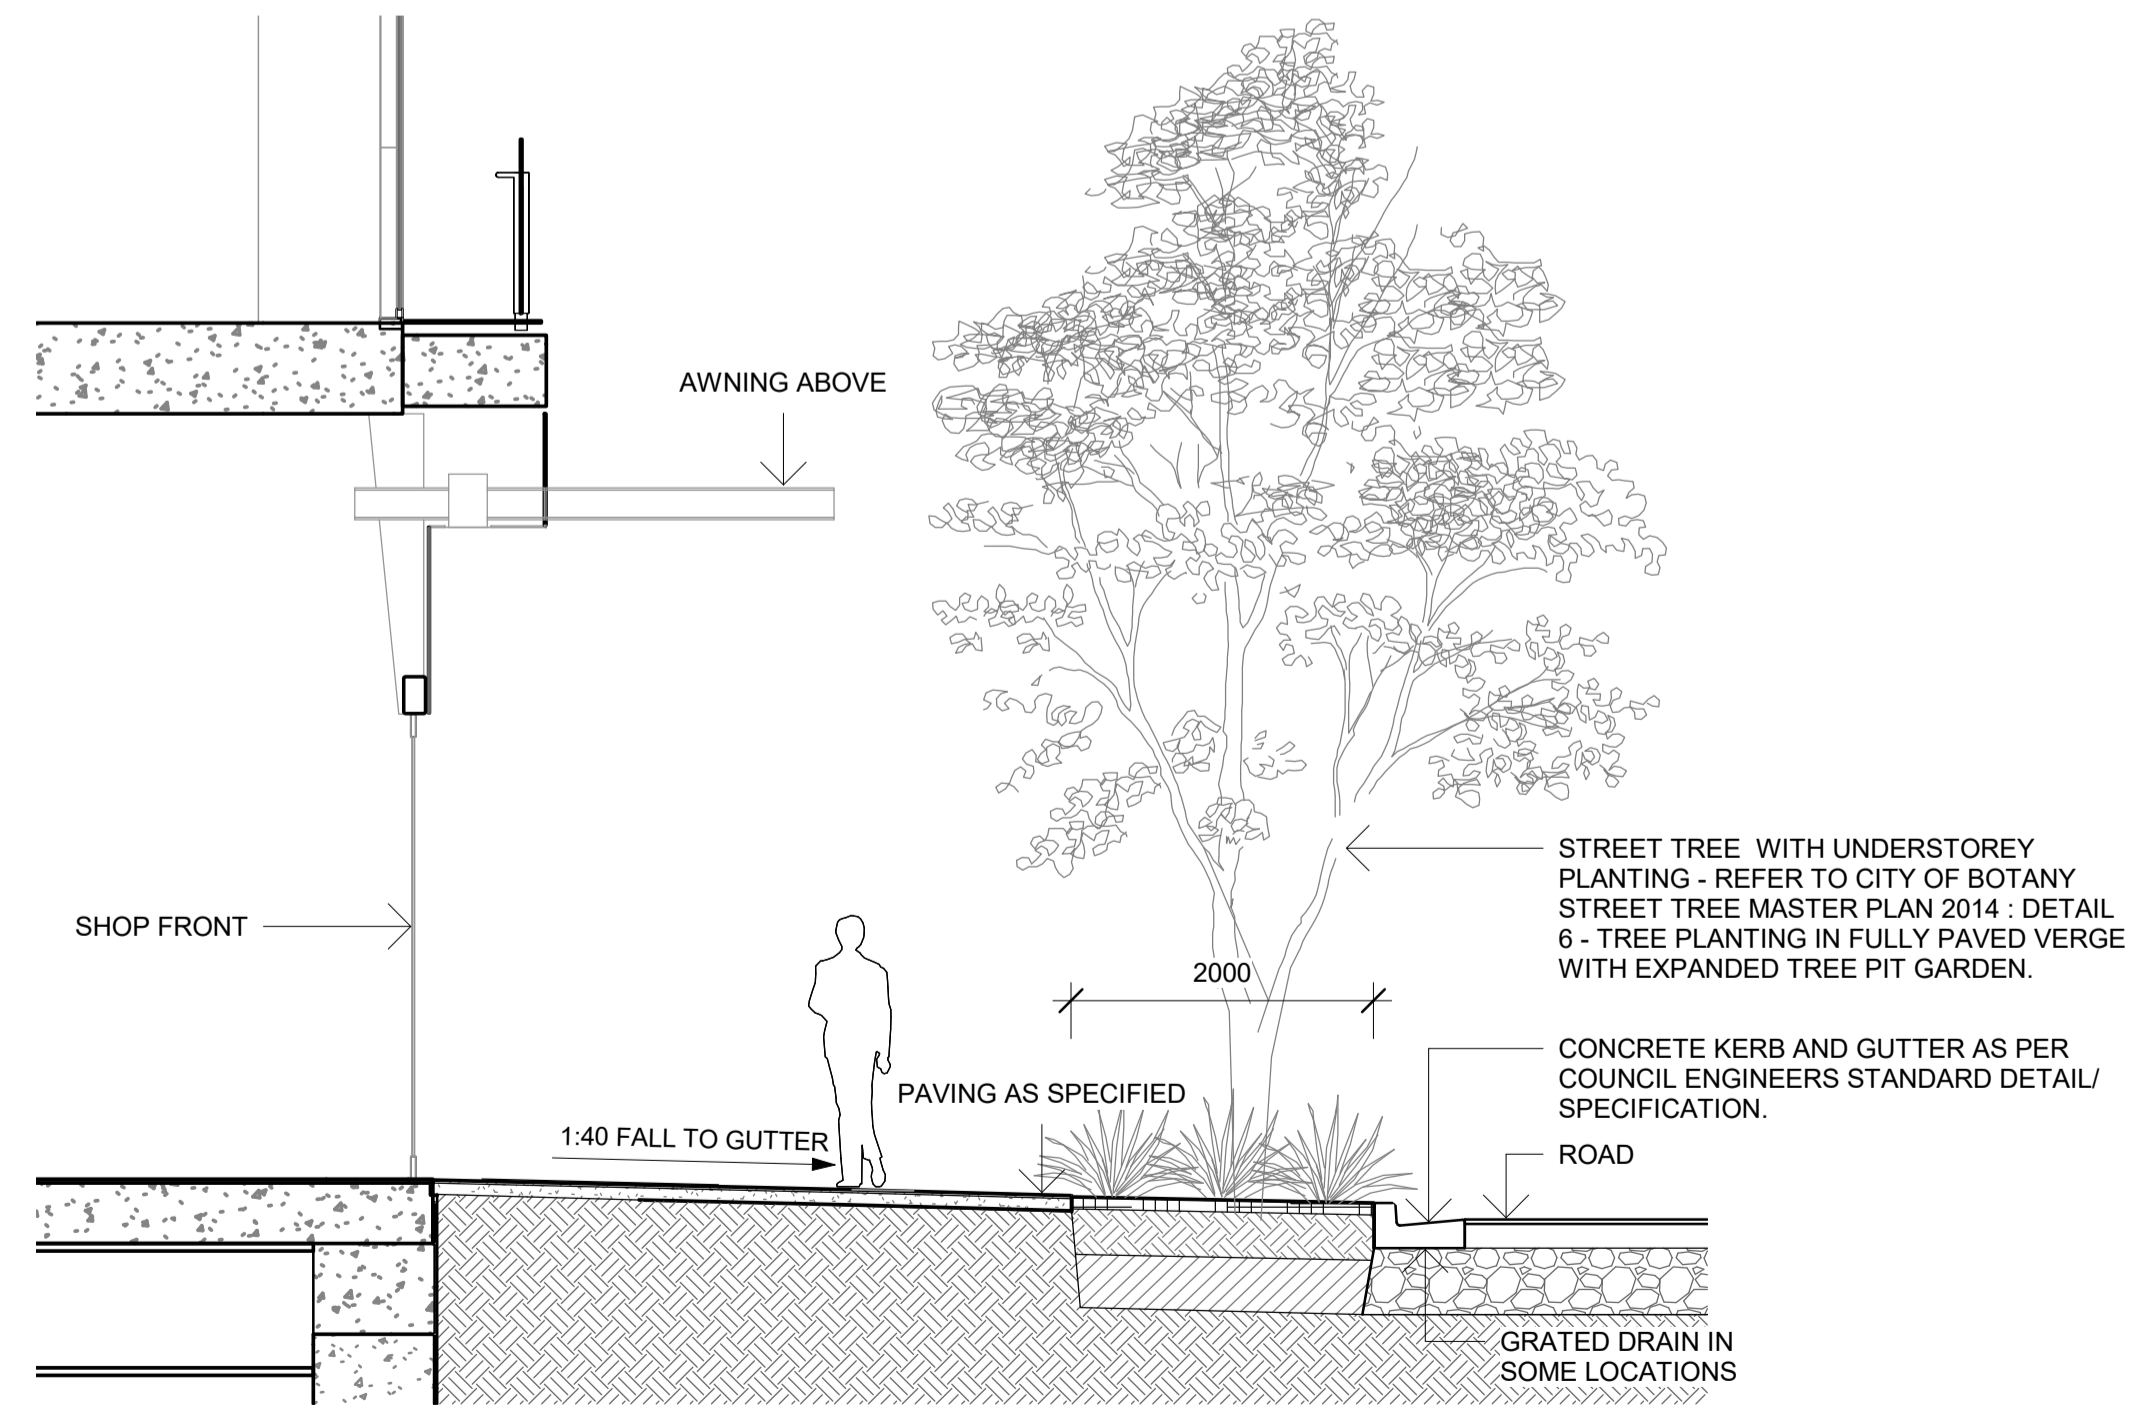 AWNING ABOVE
STREET TREE WITH UNDERSTOREY
PLANTING - REFER TO CITY OF BOTANY
STREET TREE MASTER PLAN 2014 : DETAIL
6 - TREE PLANTING IN FULLY PAVED VERGE
WITH EXPANDED TREE PIT GARDEN.
SHOP FRONT
2000
CONCRETE KERB AND GUTTER AS PER
COUNCIL ENGINEERS STANDARD DETAIL/
SPECIFICATION.
PAVING AS SPECIFIED
1:40 FALL TO GUTTER
ROAD
GRATED DRAIN IN
SOME LOCATIONS